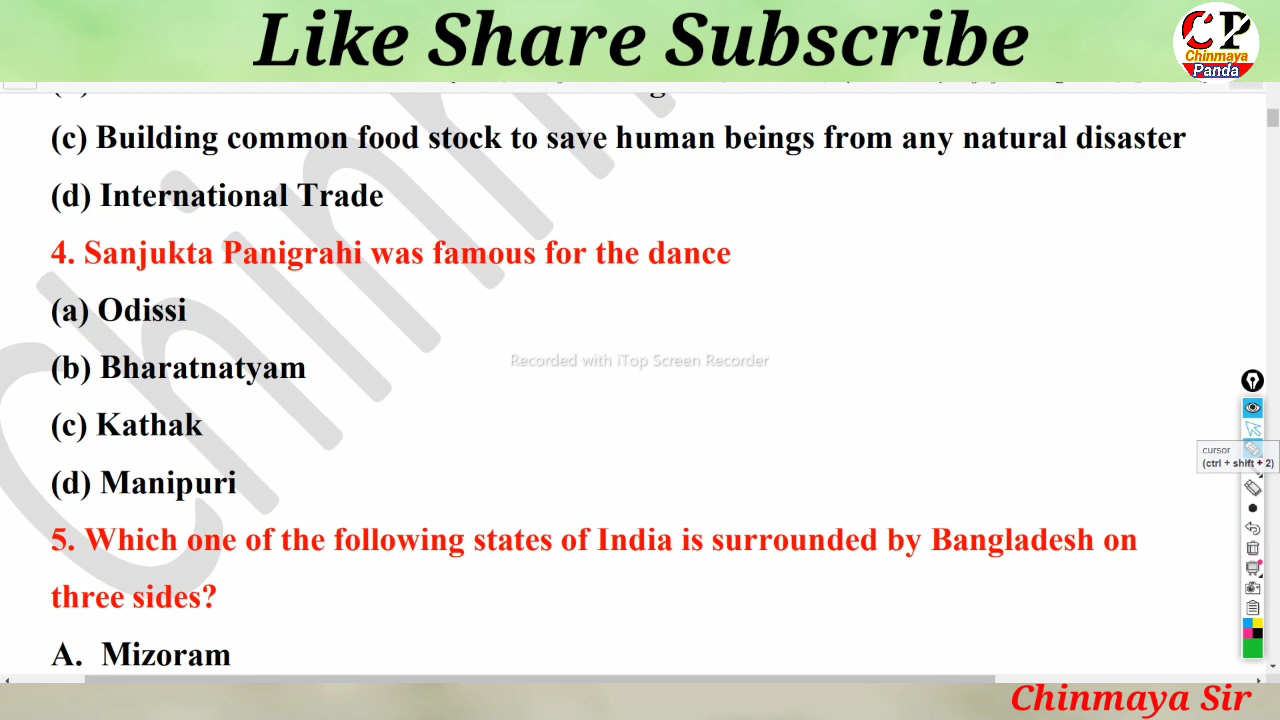 Like Share Subscribe
CP
Chinmaya
Panda
(c) Building common food stock to save human beings from any natural disaster
(d) International Trade
4. Sanjukta Panigrahi was famous for the dance
(a) Odissi
(b) Bharatnatyam
Recorded with iTop Screen Recorder
(c) Kathak
cursor
(ctrl + shift + 2)
(d) Manipuri
5. Which one of the following states of India is surrounded by Bangladesh on
three sides?
A. Mizoram
Chinmaya Sir